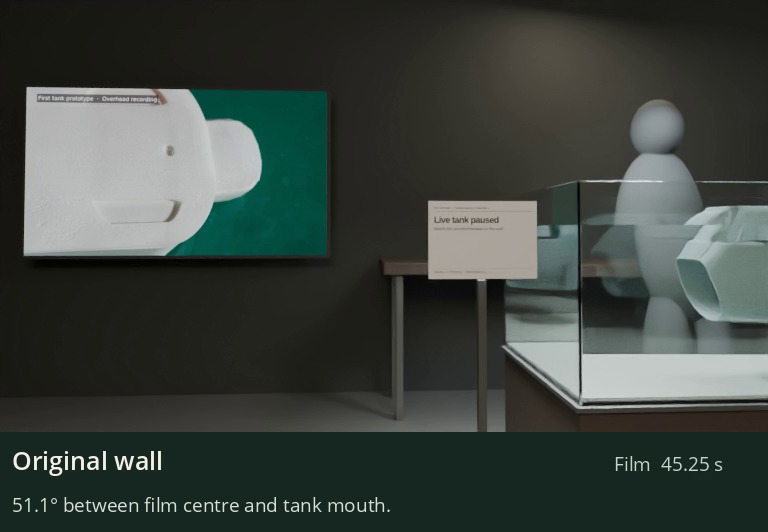 First tank prototype - Overhead recording
Live tank paused
Original wall
Film 45.25 s
51.1° between film centre and tank mouth.